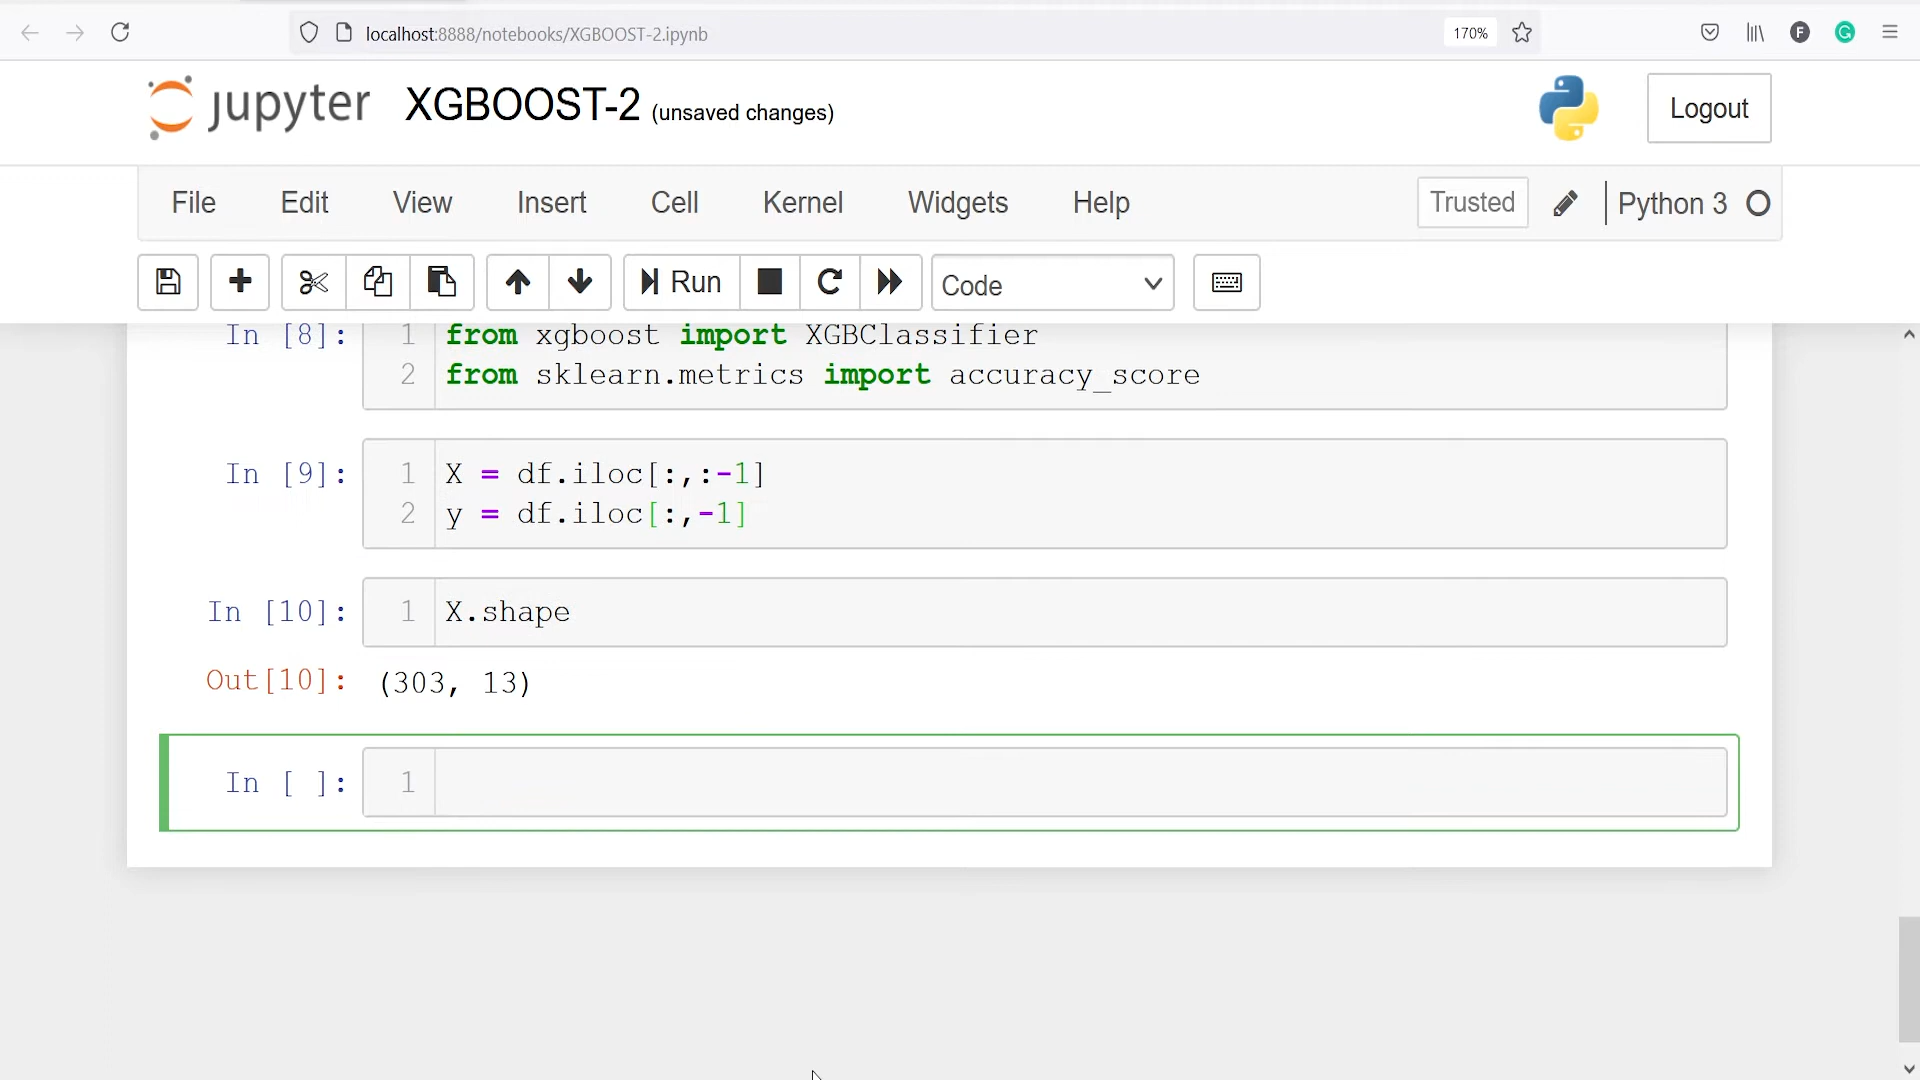 localhost:8888/notebooks/XGBOOST-2.ipynb 170% F G
jupyter XGBOOST-2 (unsaved changes) Logout
File Edit View Insert Cell Kernel Widgets Help Trusted Python 3
Run Code
In [8]: 1 from xgboost import XGBClassifier
2 from sklearn.metrics import accuracy_score
In [9]: 1 X = df.iloc[:,:-1]
2 y = df.iloc[:,-1]
In [10]: 1 X.shape
Out[10]: (303, 13)
In [ ]: 1